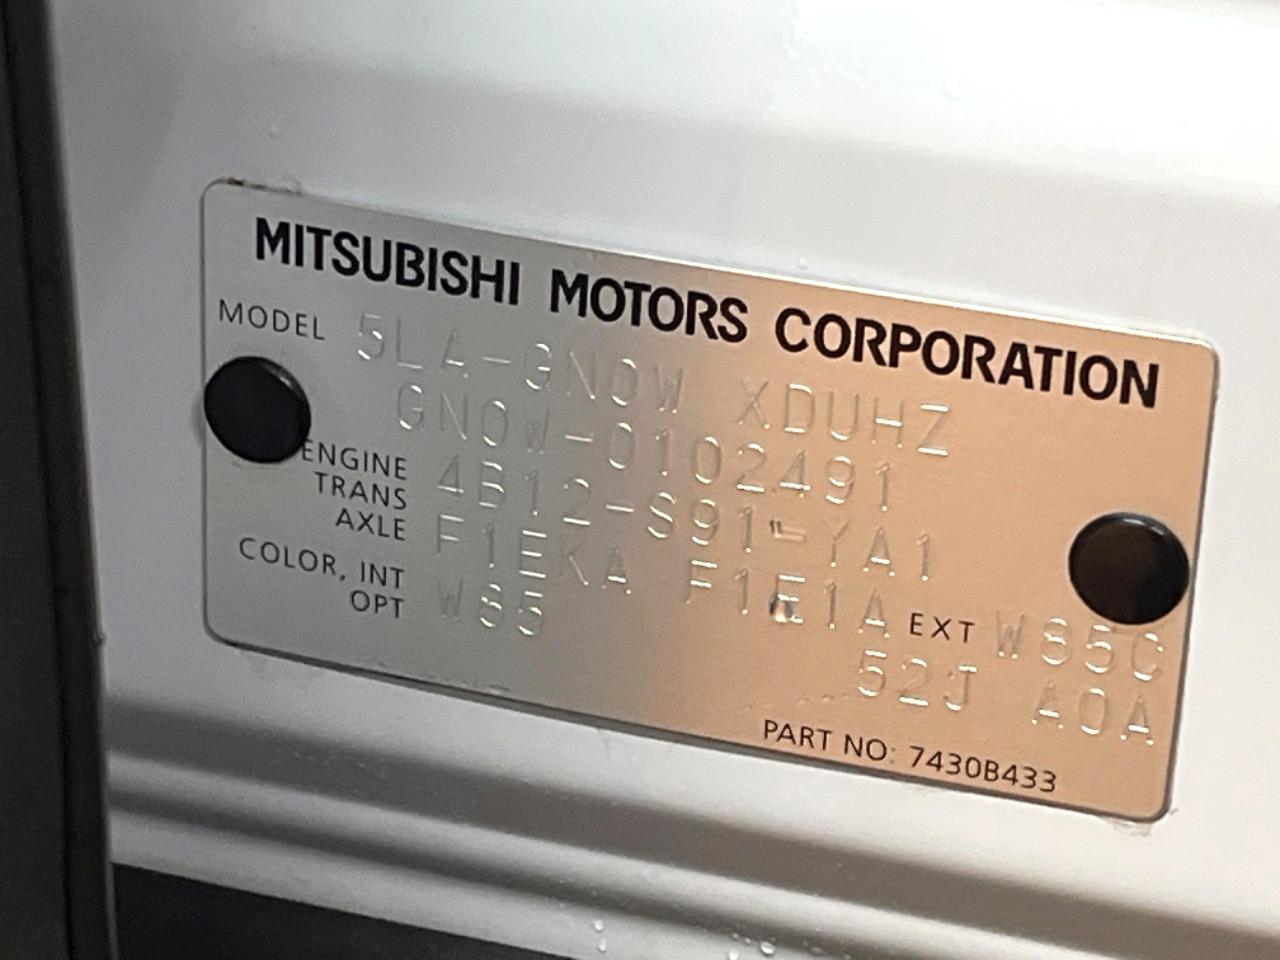 MITSUBISHI MOTORS CORPORATION
MODEL 5LA-GN0W XDUHZ
GN0W-0102491
ENGINE 4B12-S91-YA1
TRANS AXLE F1EKA F1E1A
COLOR, INT OPT W85 EXT W85C
52J A0A
PART NO: 7430B433